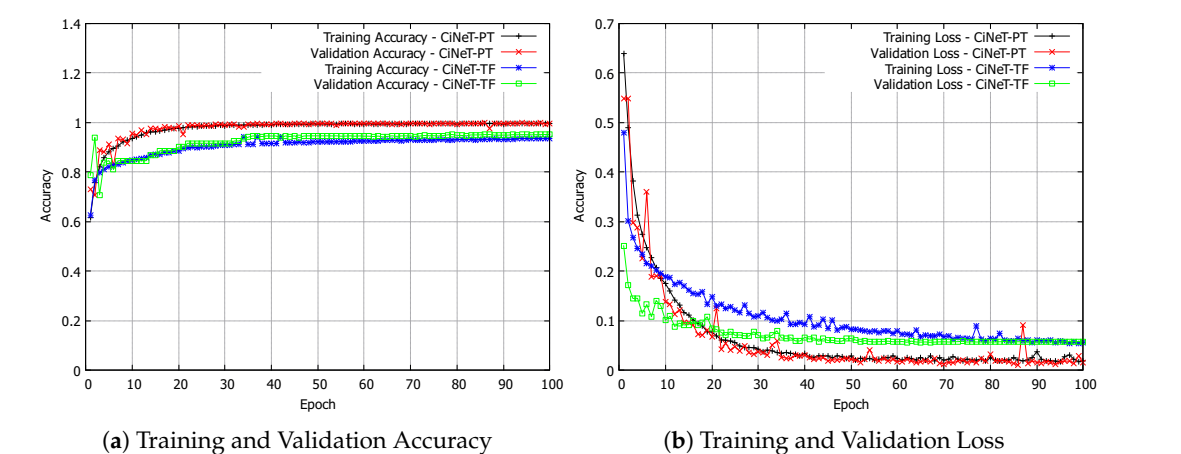 1.4
1.2
1
0.8
0.6
0.4
0.2
0
Accuracy
Training Accuracy - CiNeT-PT
Validation Accuracy - CiNeT-PT
Training Accuracy - CiNeT-TF
Validation Accuracy - CiNeT-TF
0 10 20 30 40 50 60 70 80 90 100
Epoch
(a) Training and Validation Accuracy
0.7
0.6
0.5
0.4
0.3
0.2
0.1
0
Accuracy
Training Loss - CiNeT-PT
Validation Loss - CiNeT-PT
Training Loss - CiNeT-TF
Validation Loss - CiNeT-TF
0 10 20 30 40 50 60 70 80 90 100
Epoch
(b) Training and Validation Loss